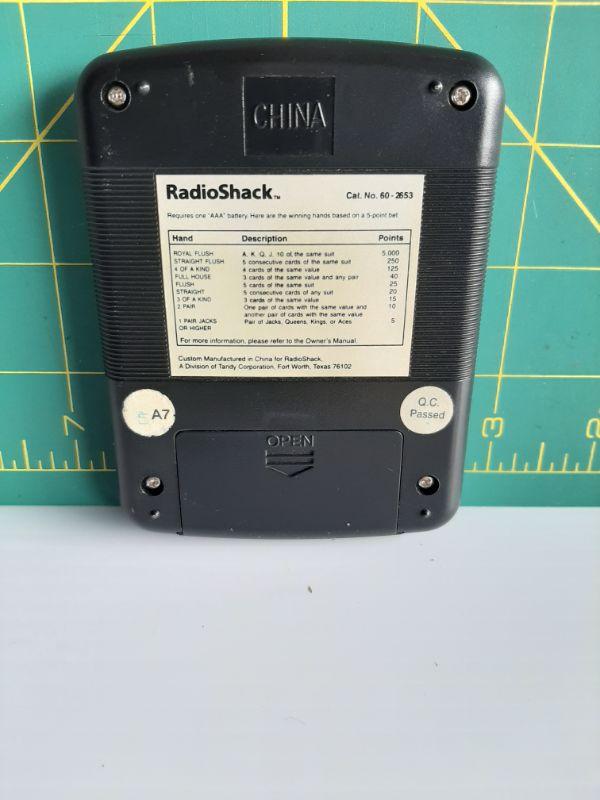 CHINA
RadioShack™
Cat. No. 60-2653
Requires one "AAA" battery. Here are the winning hands based on a 5-point bet
Hand Description Points
ROYAL FLUSH A, K, Q, J, 10 of the same suit 5,000
STRAIGHT FLUSH 5 consecutive cards of the same suit 250
4 OF A KIND 4 cards of the same value 125
FULL HOUSE 3 cards of the same value and any pair 40
FLUSH 5 cards of the same suit 25
STRAIGHT 5 consecutive cards of any suit 20
3 OF A KIND 3 cards of the same value 15
2 PAIR One pair of cards with the same value and 10
another pair of cards with the same value
1 PAIR JACKS Pair of Jacks, Queens, Kings, or Aces 5
OR HIGHER
For more information, please refer to the Owner's Manual.
Custom Manufactured in China for RadioShack,
A Division of Tandy Corporation, Fort Worth, Texas 76102
A7
Q.C.
Passed
OPEN
7 3 2